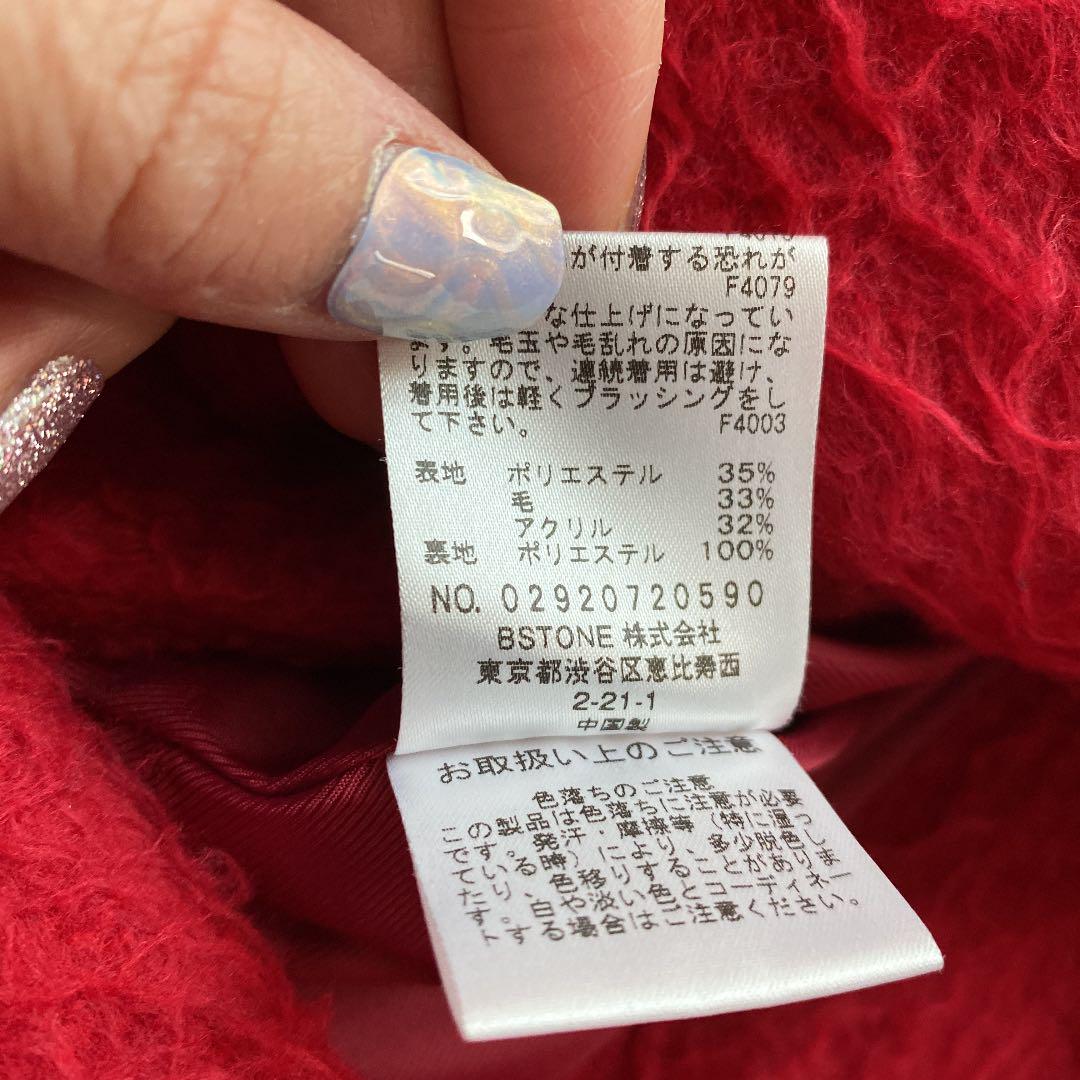 が付着する恐れが
F4079
な仕上げになってい
ます。毛玉や毛乱れの原因にな
りますので、連続着用は避け、
着用後は軽くブラッシングをし
て下さい。 F4003
表地 ポリエステル 35%
毛 33%
アクリル 32%
裏地 ポリエステル 100%
NO. 02920720590
BSTONE 株式会社
東京都渋谷区恵比寿西
2-21-1
中国製
お取扱い上のご注意
色落ちのご注意
この製品は色落ちに注意が必要
です。発汗・摩擦等（特に湿っ
ている時）により、多少脱色し
たり、色移りすることがありま
す。白や淡い色とコーディネー
トする場合はご注意ください。